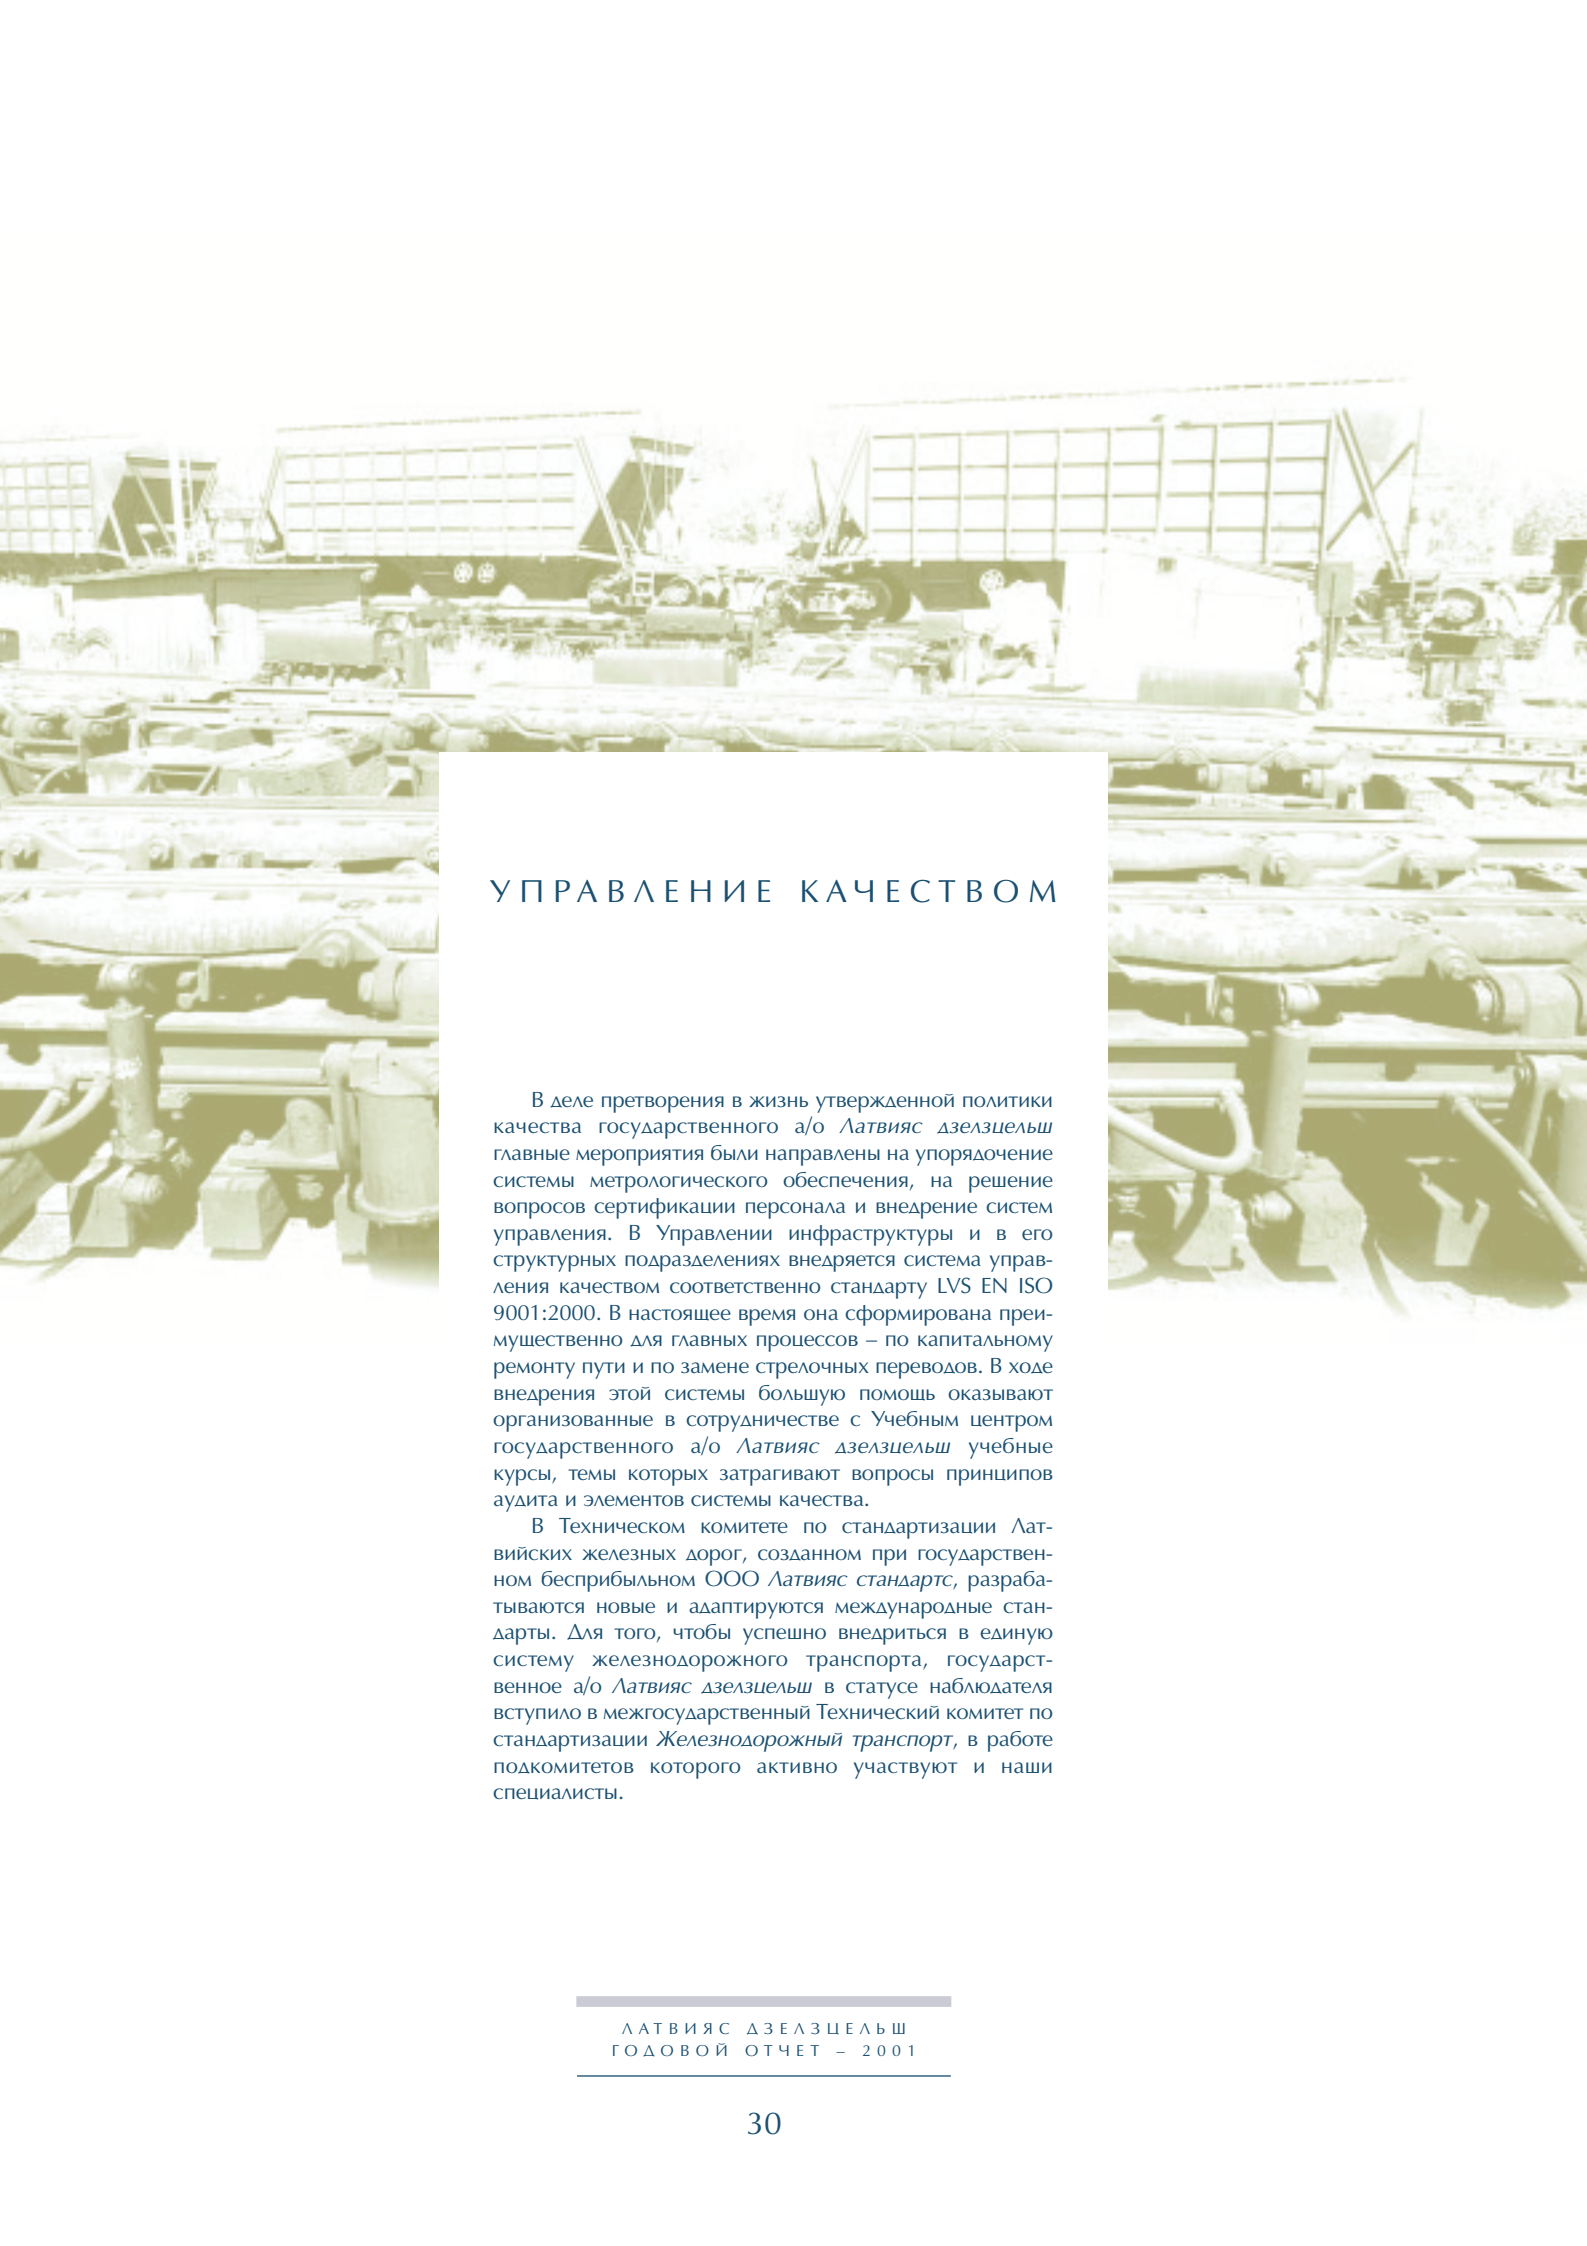 УПРАВЛЕНИЕ КАЧЕСТВОМ
В деле претворения в жизнь утвержденной политики
качества государственного а/о Латвияс дзелзцельш
главные мероприятия были направлены на упорядочение
системы метрологического обеспечения, на решение
вопросов сертификации персонала и внедрение систем
управления. В Управлении инфраструктуры и в его
структурных подразделениях внедряется система управ-
ления качеством соответственно стандарту LVS EN ISO
9001:2000. В настоящее время она сформирована преи-
мущественно для главных процессов – по капитальному
ремонту пути и по замене стрелочных переводов. В ходе
внедрения этой системы большую помощь оказывают
организованные в сотрудничестве с Учебным центром
государственного а/о Латвияс дзелзцельш учебные
курсы, темы которых затрагивают вопросы принципов
аудита и элементов системы качества.
В Техническом комитете по стандартизации Лат-
вийских железных дорог, созданном при государствен-
ном бесприбыльном ООО Латвияс стандартс, разраба-
тываются новые и адаптируются международные стан-
дарты. Для того, чтобы успешно внедриться в единую
систему железнодорожного транспорта, государст-
венное а/о Латвияс дзелзцельш в статусе наблюдателя
вступило в межгосударственный Технический комитет по
стандартизации Железнодорожный транспорт, в работе
подкомитетов которого активно участвуют и наши
специалисты.
ЛАТВИЯС ДЗЕЛЗЦЕЛЬШ
ГОДОВОЙ ОТЧЕТ – 2001
30